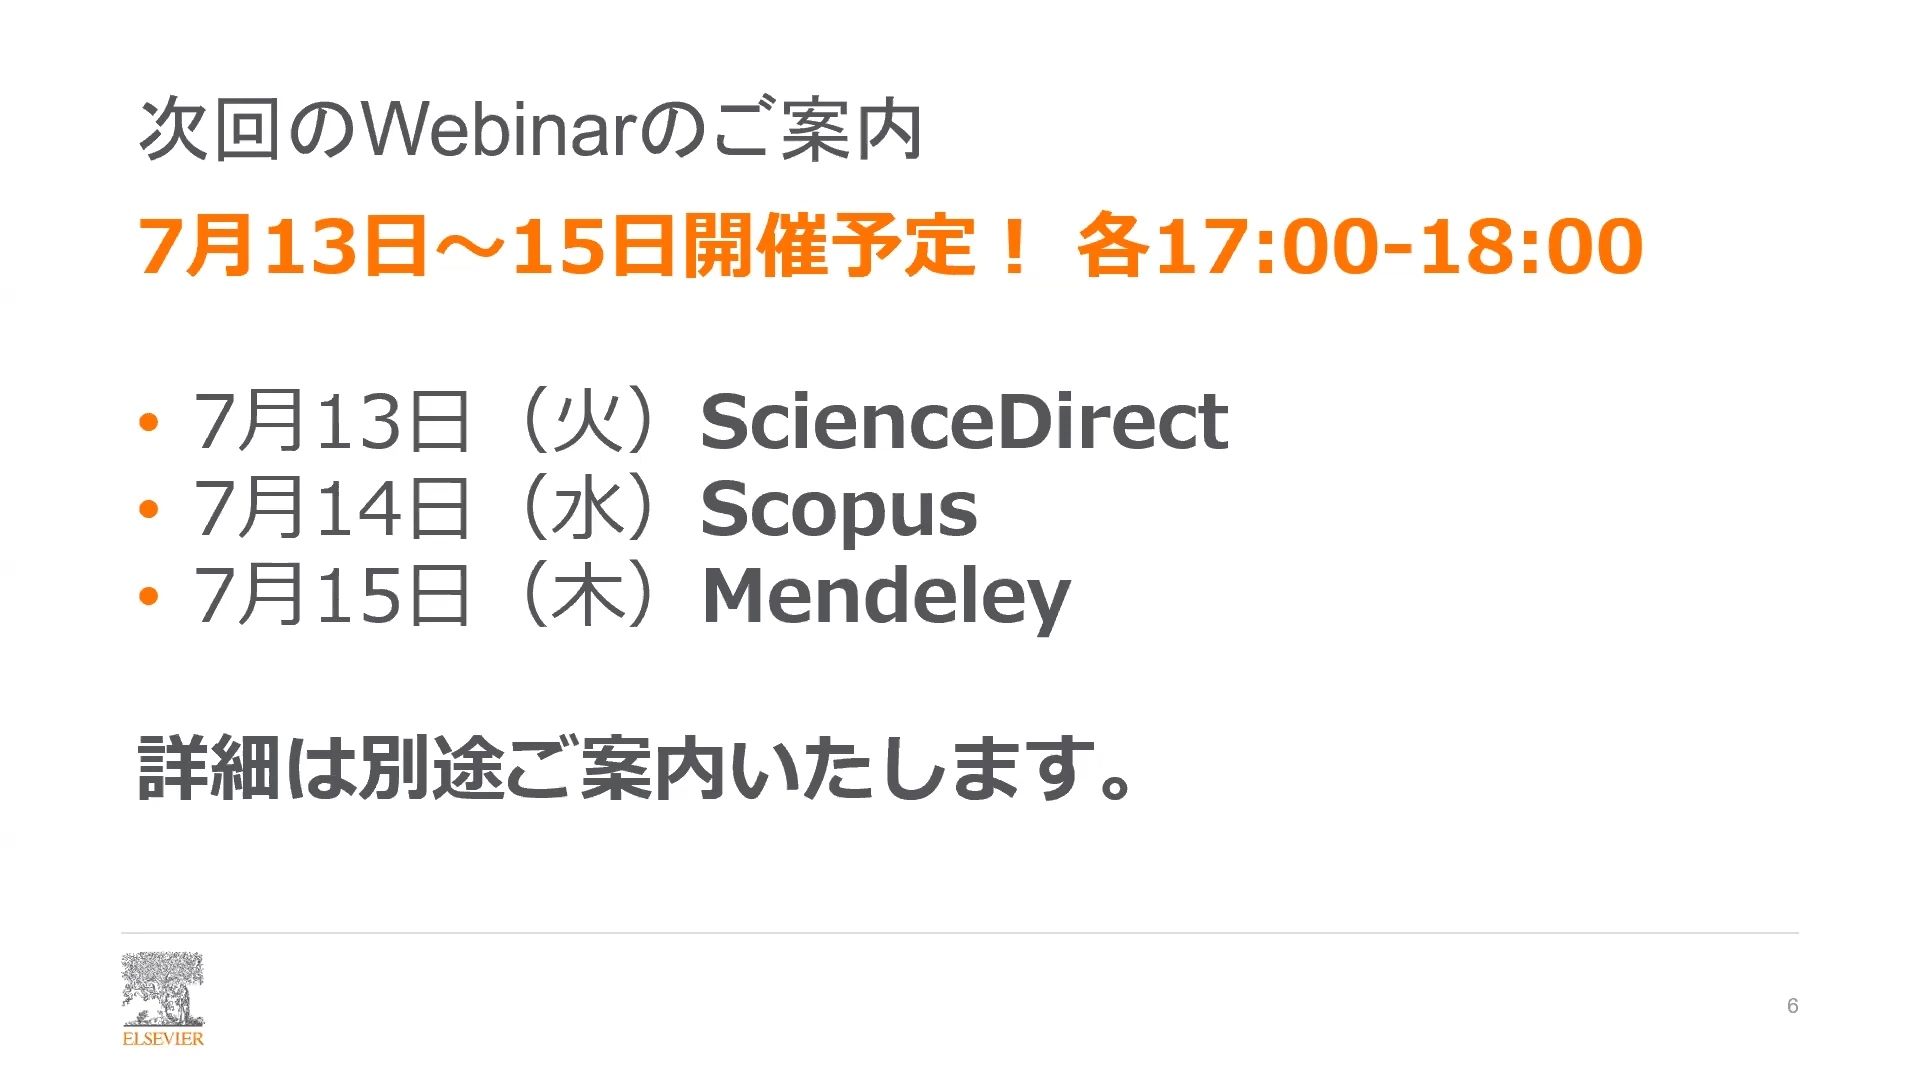 次回のWebinarのご案内
7月13日～15日開催予定！ 各17:00-18:00
• 7月13日（火）ScienceDirect
• 7月14日（水）Scopus
• 7月15日（木）Mendeley
詳細は別途ご案内いたします。
ELSEVIER
6